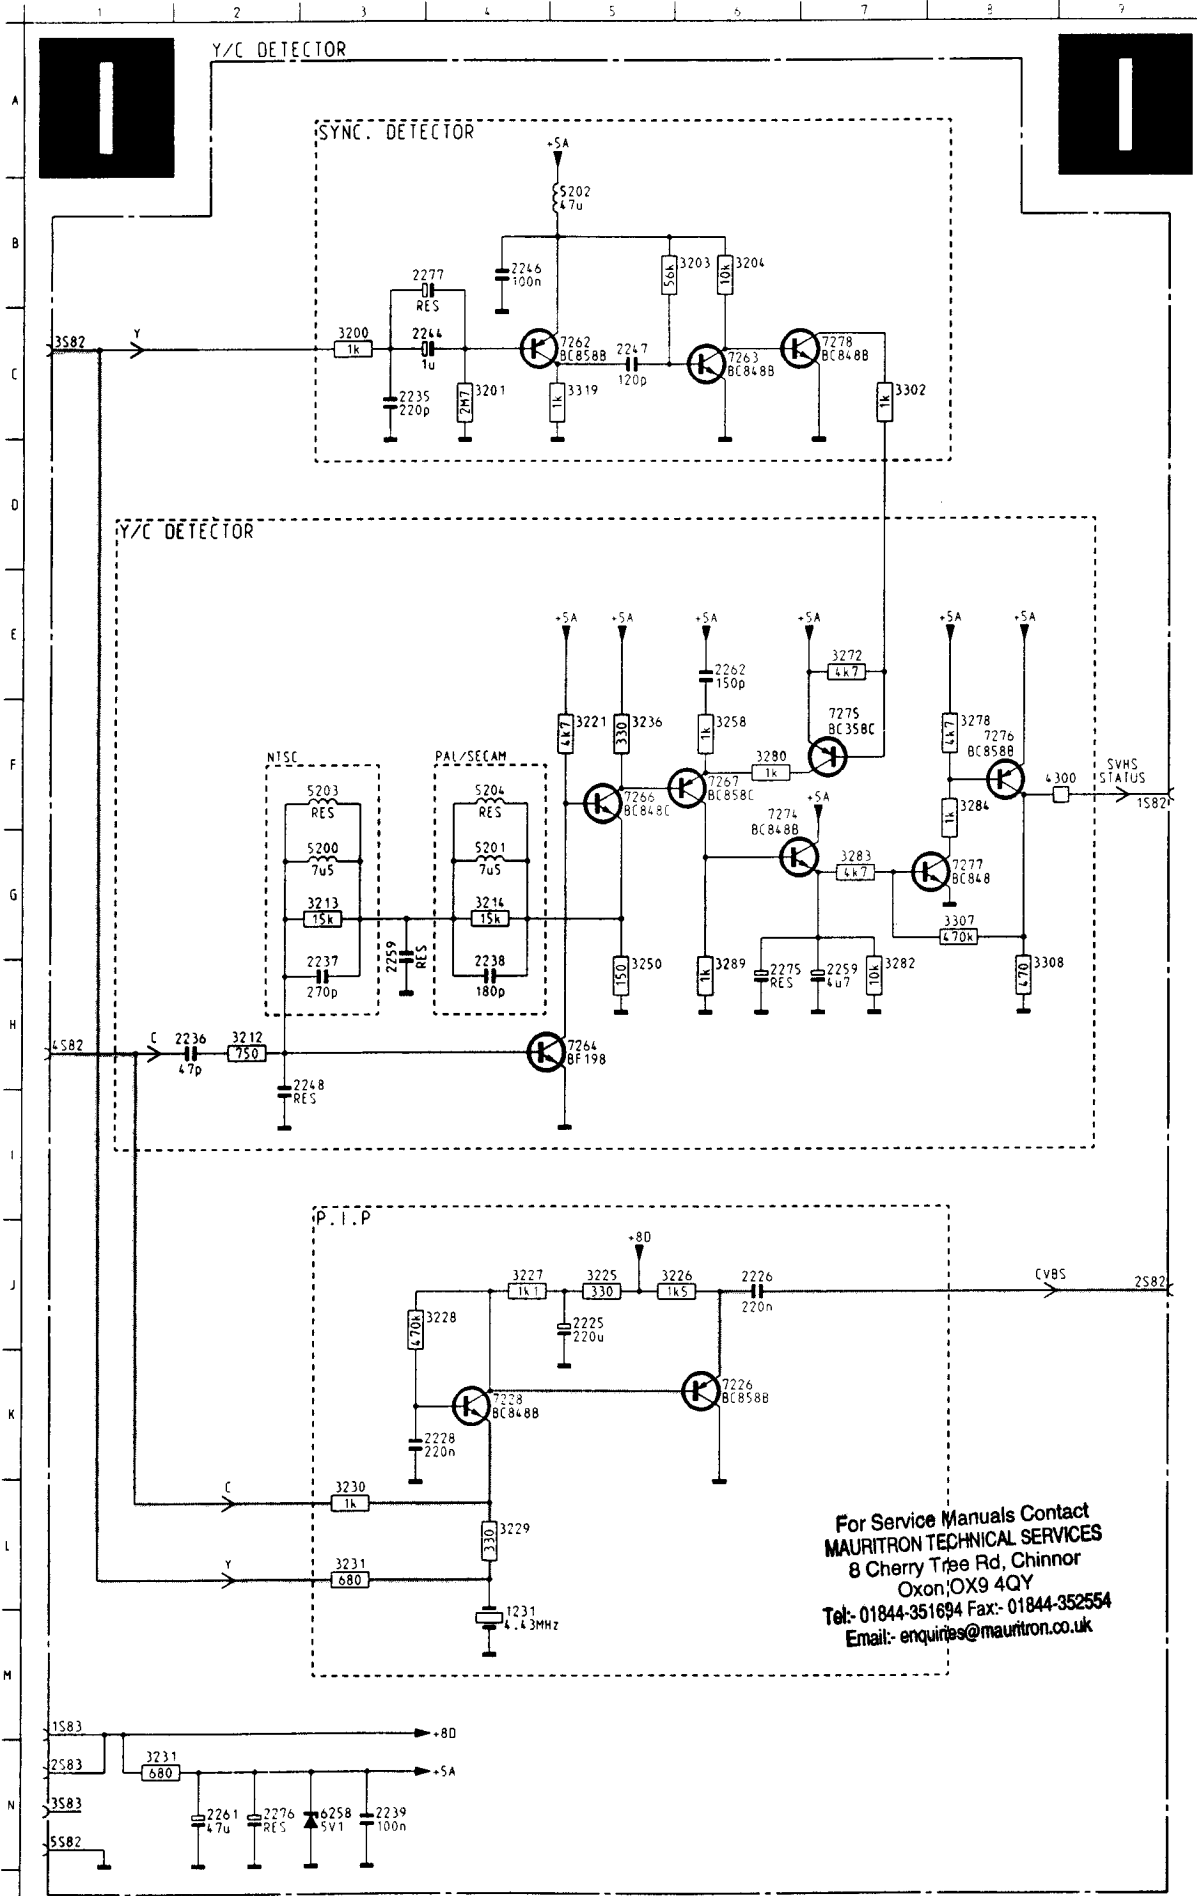 1 2 3 4 5 6 7 8 9
Y/C DETECTOR
A
SYNC. DETECTOR
+5A
5202
47u
B
2246
100n
56k
3203
10k
3204
2277
RES
3S82
Y
3200
1k
2244
1u
7262
BC858B
2247
120p
7263
BC848B
7278
BC848B
C
2235
220p
2M7
3201
1k
3319
1k
3302
D
Y/C DETECTOR
E
+5A
+5A
+5A
+5A
+5A
+5A
2262
150p
3272
4k7
4k7
3221
330
3236
1k
3258
7275
BC358C
4k7
3278
7276
BC858B
F
NTSC
PAL/SECAM
3280
1k
4300
SVHS
STATUS
1S82
5203
RES
5204
RES
7266
BC848C
7267
BC858C
+5A
7274
BC848B
1k
3284
G
5200
7u5
5201
7u5
3283
4k7
7277
BC848
3213
15k
3214
15k
3307
470k
2259
RES
2237
270p
2238
180p
150
3250
1k
3289
2275
RES
2259
4u7
10k
3282
470
3308
H
4S82
C
2236
47p
3212
750
7264
BF198
2248
RES
I
P.I.P
+8D
J
3227
1k1
3225
330
3226
1k5
2226
220n
CVBS
2S82
470k
3228
2225
220u
K
7228
BC848B
7226
BC858B
2228
220n
C
3230
1k
L
330
3229
Y
3231
680
1231
4.43MHz
For Service Manuals Contact
MAURITRON TECHNICAL SERVICES
8 Cherry Tree Rd, Chinnor
Oxon OX9 4QY
Tel:- 01844-351694 Fax:- 01844-352554
Email:- enquiries@mauritron.co.uk
M
1S83
+8D
2S83
3231
680
+5A
N
3S83
2261
47u
2276
RES
6258
5V1
2239
100n
5S82